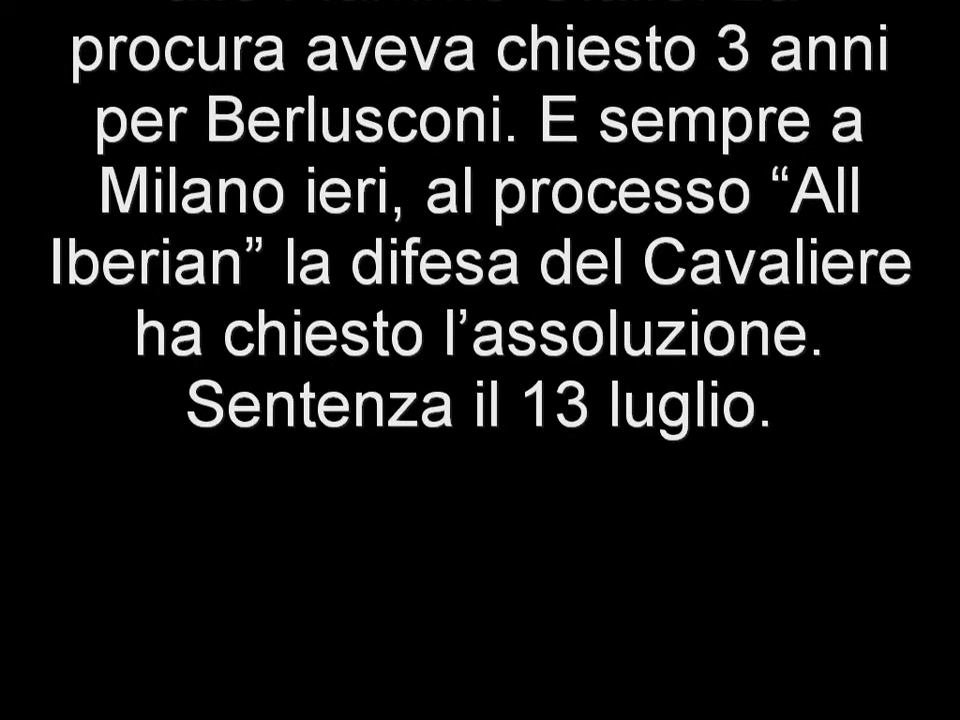 procura aveva chiesto 3 anni
per Berlusconi. E sempre a
Milano ieri, al processo “All
Iberian” la difesa del Cavaliere
ha chiesto l’assoluzione.
Sentenza il 13 luglio.